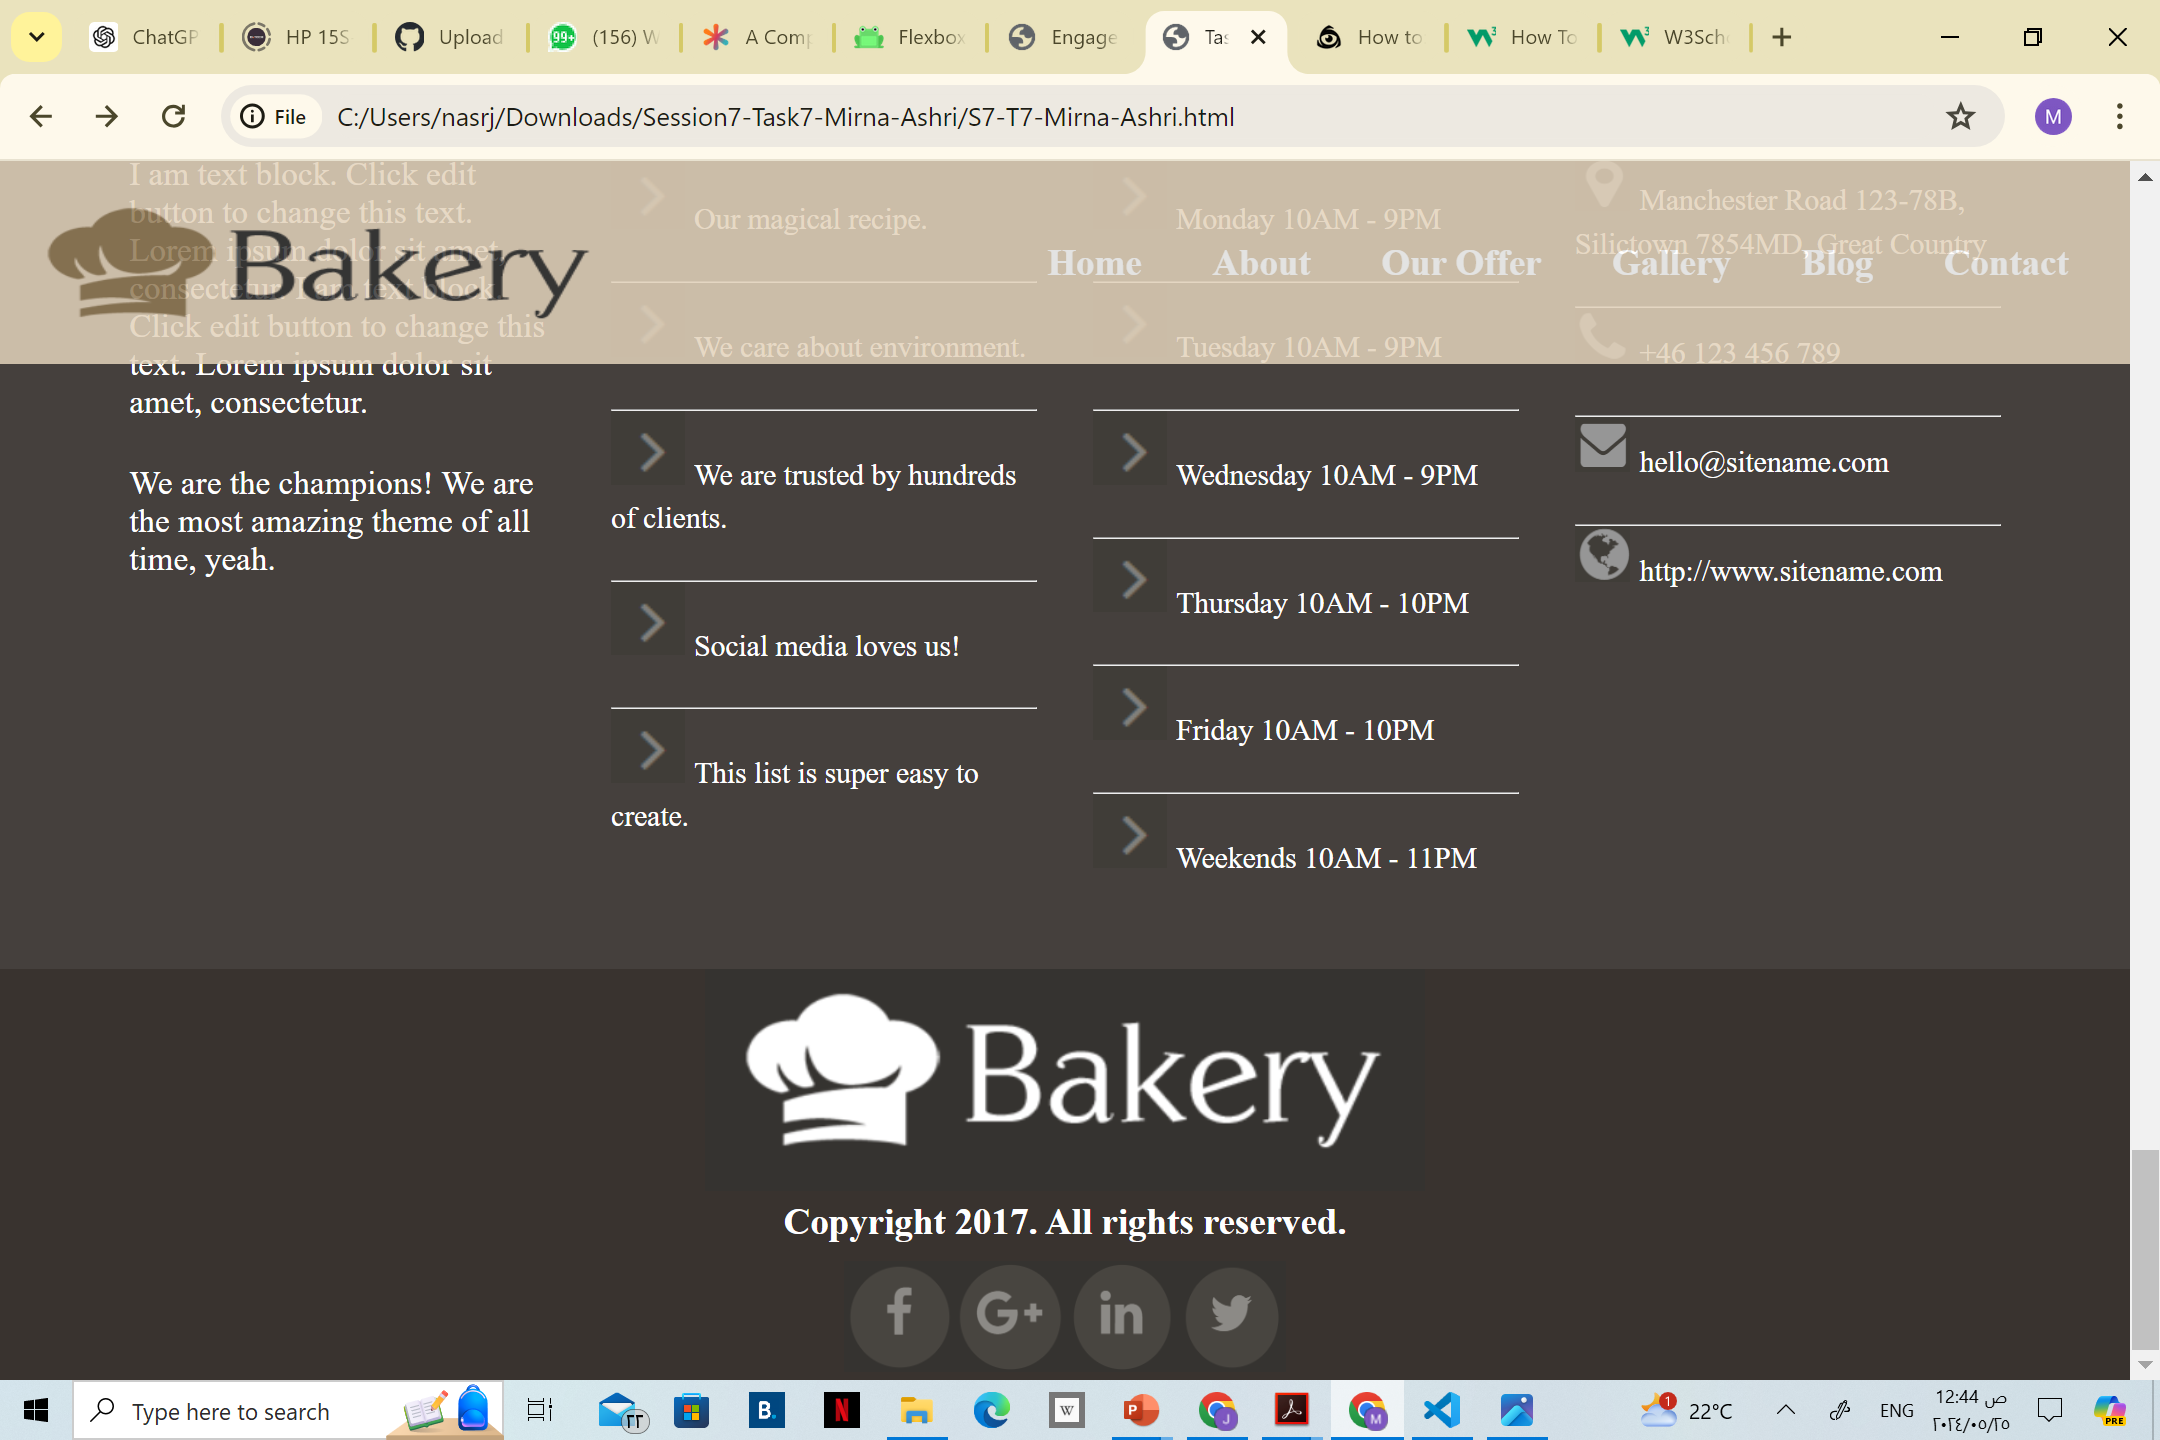 ChatGP
HP 15S
Upload
(156) W
A Comp
Flexbox
Engage
Tas
How to
How To
W3Sch
File
C:/Users/nasrj/Downloads/Session7-Task7-Mirna-Ashri/S7-T7-Mirna-Ashri.html
M
Bakery
Home
About
Our Offer
Gallery
Blog
Contact
I am text block. Click edit
button to change this text.
Lorem ipsum dolor sit amet,
consectetur. I am text block.
Click edit button to change this
text. Lorem ipsum dolor sit
amet, consectetur.
We are the champions! We are
the most amazing theme of all
time, yeah.
Our magical recipe.
We care about environment.
We are trusted by hundreds
of clients.
Social media loves us!
This list is super easy to
create.
Monday 10AM - 9PM
Tuesday 10AM - 9PM
Wednesday 10AM - 9PM
Thursday 10AM - 10PM
Friday 10AM - 10PM
Weekends 10AM - 11PM
Manchester Road 123-78B,
Silictown 7854MD, Great Country
+46 123 456 789
hello@sitename.com
http://www.sitename.com
Bakery
Copyright 2017. All rights reserved.
f
G+
in
Type here to search
٢٢
B.
N
W
P
J
M
1
22°C
ENG
12:44 ص
٢٠٢٤/٠٥/٢٥
PRE